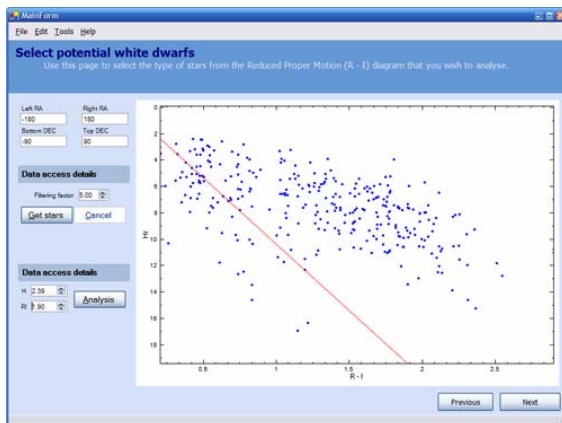 MainForm
File Edit Tools Help
Select potential white dwarfs
Use this page to select the type of stars from the Reduced Proper Motion (R - I) diagram that you wish to analyse.
Left RA Right RA
-180 180
Bottom DEC Top DEC
-90 90
Data access details
Filtering factor 5.00
Get stars Cancel
Data access details
H 2.39
RI 1.90
Analysis
0
2
4
6
8
10
12
14
16
18
Hr
0.5 1 1.5 2 2.5
R - I
Previous Next